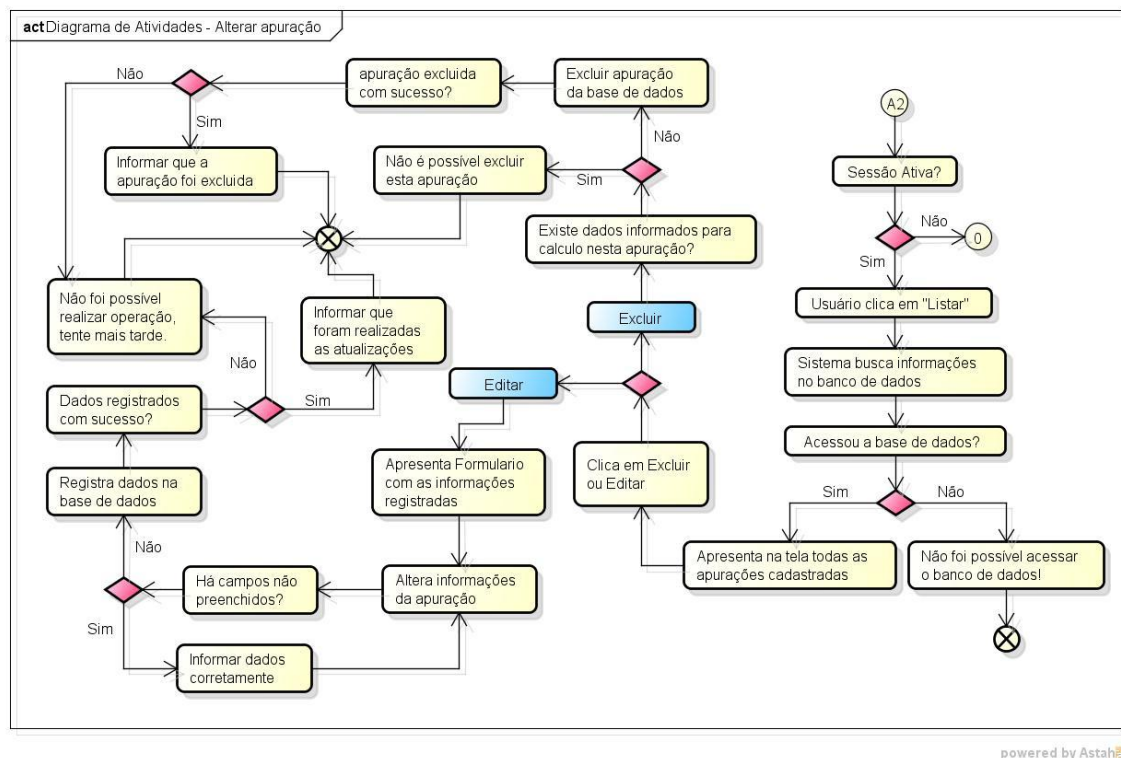 act Diagrama de Atividades - Alterar apuração
Não
Sim
apuração excluida
com sucesso?
Excluir apuração
da base de dados
Não
Sim
Informar que a
apuração foi excluida
Não é possível excluir
esta apuração
Existe dados informados para
calculo nesta apuração?
Excluir
Editar
Não foi possível
realizar operação,
tente mais tarde.
Informar que
foram realizadas
as atualizações
Não
Sim
Dados registrados
com sucesso?
Registra dados na
base de dados
Não
Sim
Há campos não
preenchidos?
Informar dados
corretamente
Apresenta Formulario
com as informações
registradas
Altera informações
da apuração
Clica em Excluir
ou Editar
A2
Sessão Ativa?
Não
0
Sim
Usuário clica em "Listar"
Sistema busca informações
no banco de dados
Acessou a base de dados?
Sim
Não
Apresenta na tela todas as
apurações cadastradas
Não foi possível acessar
o banco de dados!
powered by Astah